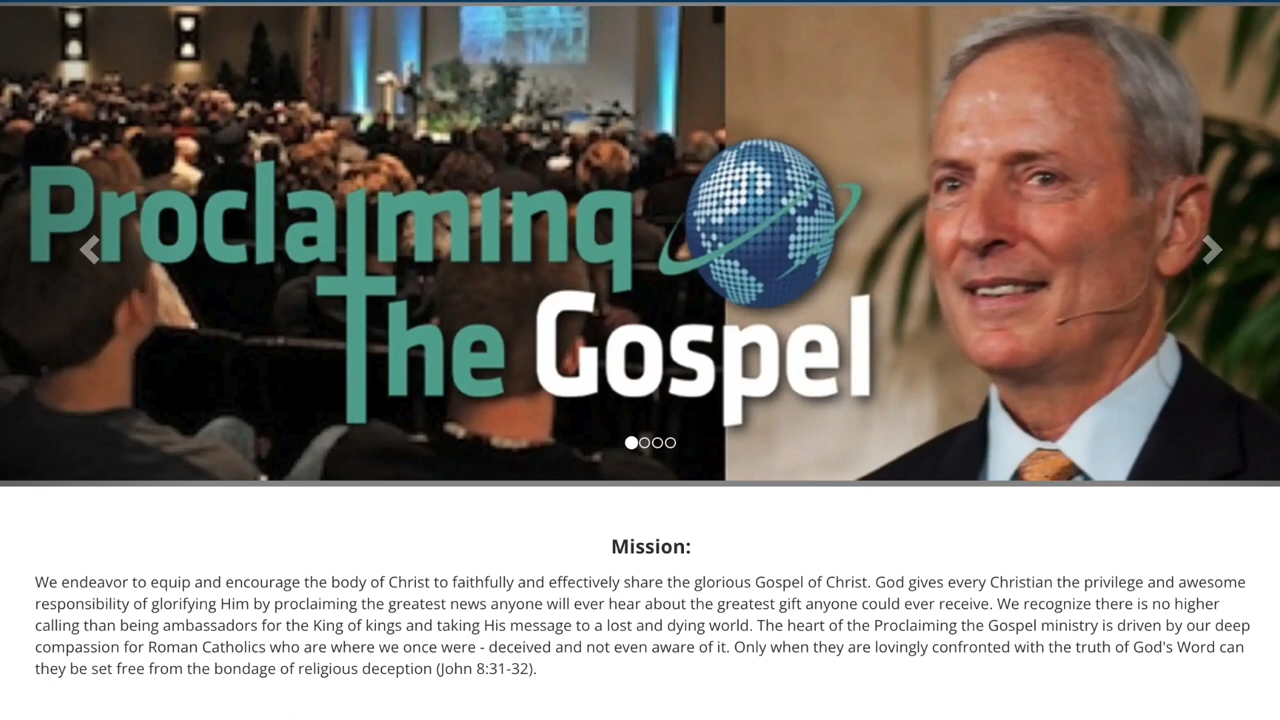 Proclaiming
The Gospel
Mission:
We endeavor to equip and encourage the body of Christ to faithfully and effectively share the glorious Gospel of Christ. God gives every Christian the privilege and awesome
responsibility of glorifying Him by proclaiming the greatest news anyone will ever hear about the greatest gift anyone could ever receive. We recognize there is no higher
calling than being ambassadors for the King of kings and taking His message to a lost and dying world. The heart of the Proclaiming the Gospel ministry is driven by our deep
compassion for Roman Catholics who are where we once were - deceived and not even aware of it. Only when they are lovingly confronted with the truth of God's Word can
they be set free from the bondage of religious deception (John 8:31-32).